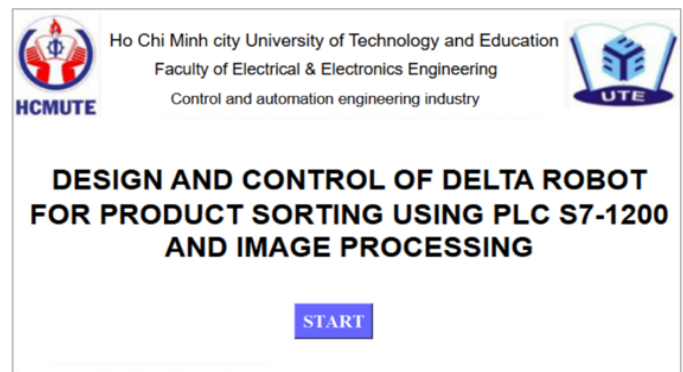 Ho Chi Minh city University of Technology and Education
Faculty of Electrical & Electronics Engineering
Control and automation engineering industry
HCMUTE
UTE
DESIGN AND CONTROL OF DELTA ROBOT
FOR PRODUCT SORTING USING PLC S7-1200
AND IMAGE PROCESSING
START